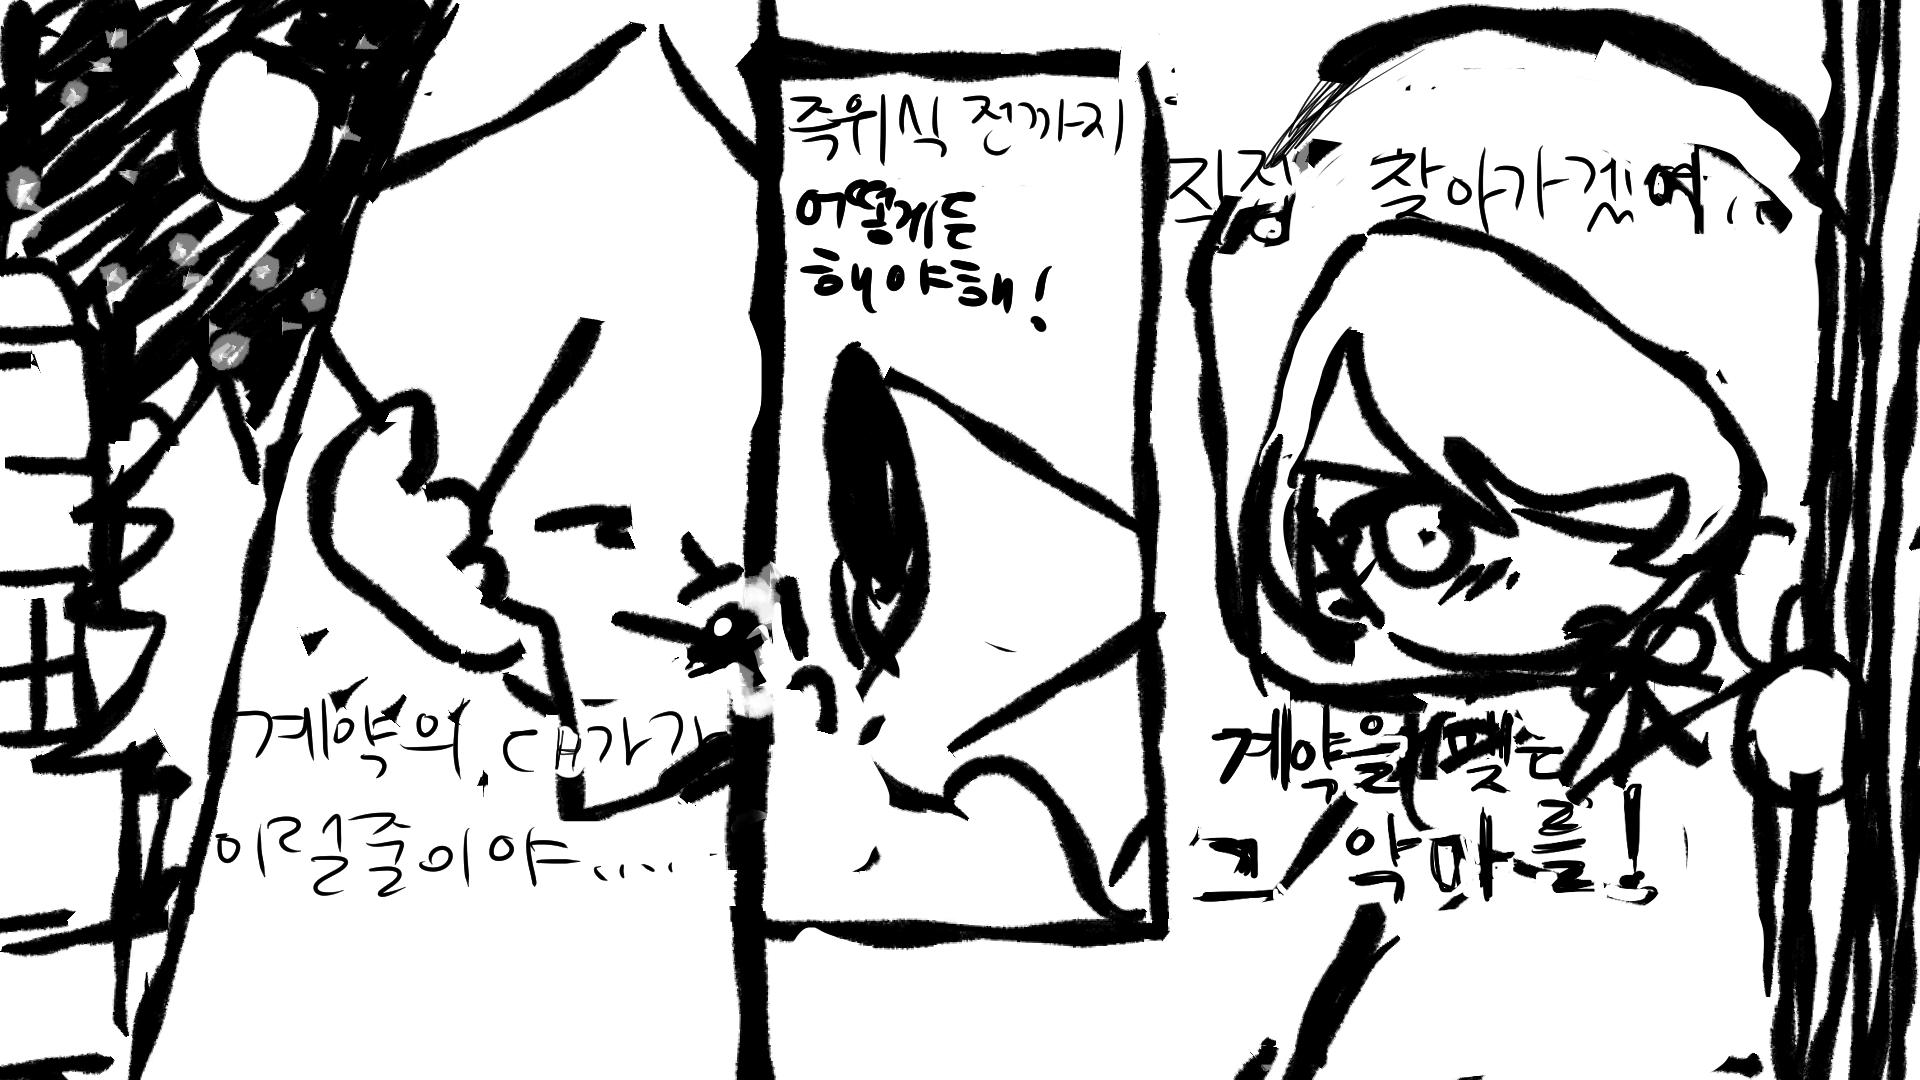 계약의 대가가
이런줄이야....
즉위식 전까지
어떻게든
해야해!
직접 찾아가겠어...
계약을 맺는
그 악마를!